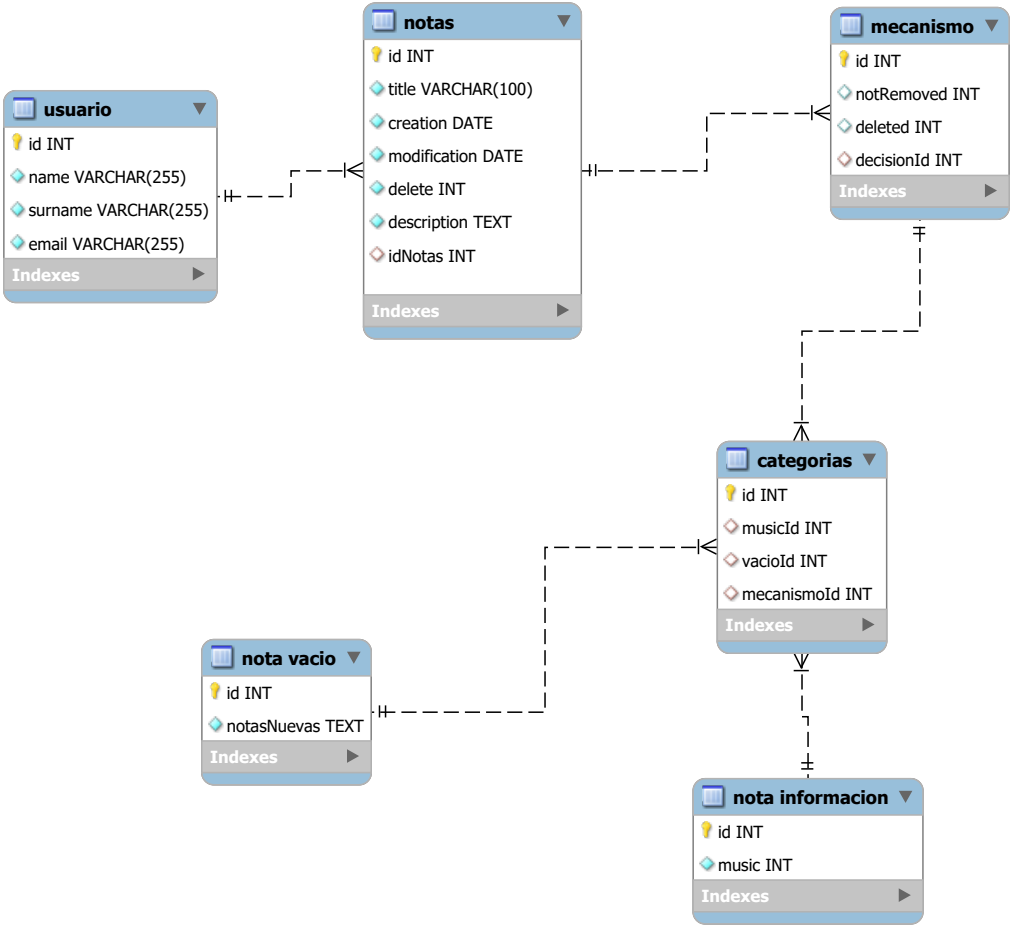 usuario
id INT
name VARCHAR(255)
surname VARCHAR(255)
email VARCHAR(255)
Indexes
notas
id INT
title VARCHAR(100)
creation DATE
modification DATE
delete INT
description TEXT
idNotas INT
Indexes
mecanismo
id INT
notRemoved INT
deleted INT
decisionId INT
Indexes
categorias
id INT
musicId INT
vacioId INT
mecanismoId INT
Indexes
nota vacio
id INT
notasNuevas TEXT
Indexes
nota informacion
id INT
music INT
Indexes